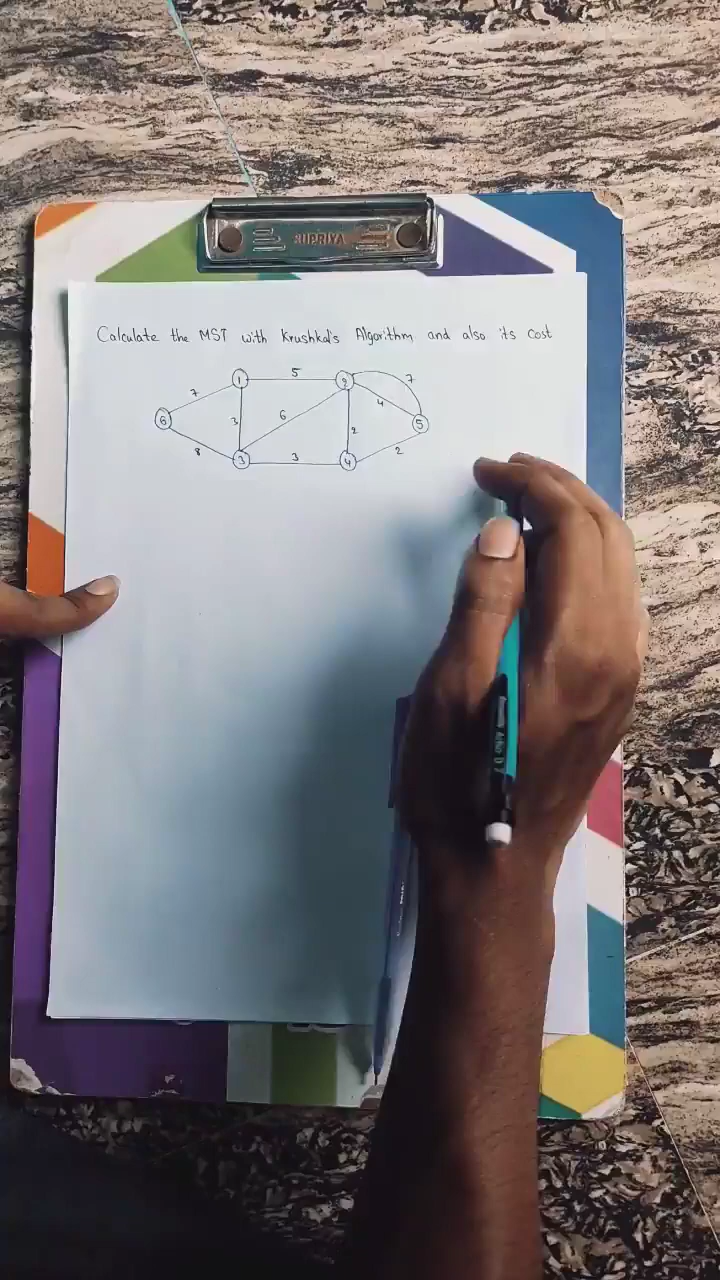 SUPRIYA
Calculate the MST with Krushkal's Algorithm and also its cost
1 5 2 7
7 4
6 3 6 5
2
8 3 3 4 2